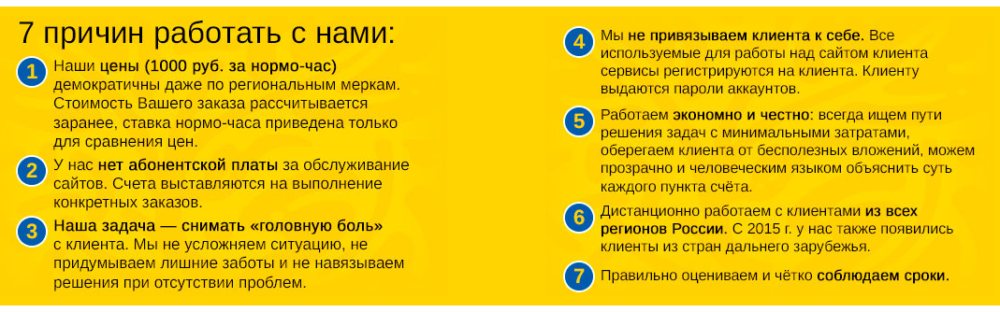 7 причин работать с нами:
1 Наши цены (1000 руб. за нормо-час)
демократичны даже по региональным меркам.
Стоимость Вашего заказа рассчитывается
заранее, ставка нормо-часа приведена только
для сравнения цен.
2 У нас нет абонентской платы за обслуживание
сайтов. Счета выставляются на выполнение
конкретных заказов.
3 Наша задача — снимать «головную боль»
с клиента. Мы не усложняем ситуацию, не
придумываем лишние заботы и не навязываем
решения при отсутствии проблем.
4 Мы не привязываем клиента к себе. Все
используемые для работы над сайтом клиента
сервисы регистрируются на клиента. Клиенту
выдаются пароли аккаунтов.
5 Работаем экономно и честно: всегда ищем пути
решения задач с минимальными затратами,
оберегаем клиента от бесполезных вложений, можем
прозрачно и человеческим языком объяснить суть
каждого пункта счёта.
6 Дистанционно работаем с клиентами из всех
регионов России. С 2015 г. у нас также появились
клиенты из стран дальнего зарубежья.
7 Правильно оцениваем и чётко соблюдаем сроки.